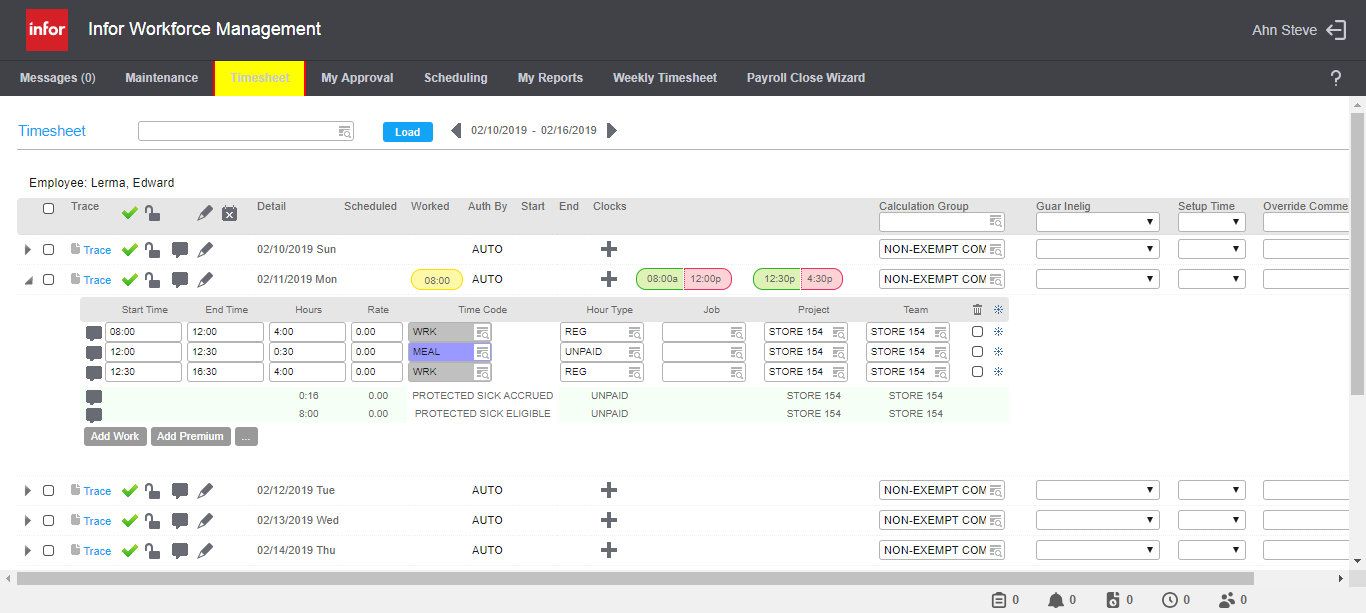 infor Infor Workforce Management Ahn Steve
Messages (0) Maintenance Timesheet My Approval Scheduling My Reports Weekly Timesheet Payroll Close Wizard ?
Timesheet Load 02/10/2019 - 02/16/2019
Employee: Lerma, Edward
Trace Detail Scheduled Worked Auth By Start End Clocks Calculation Group Guar Inelig Setup Time Override Comme
Trace 02/10/2019 Sun AUTO NON-EXEMPT COM
Trace 02/11/2019 Mon 08:00 AUTO 08:00a 12:00p 12:30p 4:30p NON-EXEMPT COM
Start Time End Time Hours Rate Time Code Hour Type Job Project Team
08:00 12:00 4:00 0.00 WRK REG STORE 154 STORE 154
12:00 12:30 0:30 0.00 MEAL UNPAID STORE 154 STORE 154
12:30 16:30 4:00 0.00 WRK REG STORE 154 STORE 154
0:16 0.00 PROTECTED SICK ACCRUED UNPAID STORE 154 STORE 154
8:00 0.00 PROTECTED SICK ELIGIBLE UNPAID STORE 154 STORE 154
Add Work Add Premium ...
Trace 02/12/2019 Tue AUTO NON-EXEMPT COM
Trace 02/13/2019 Wed AUTO NON-EXEMPT COM
Trace 02/14/2019 Thu AUTO NON-EXEMPT COM
0 0 0 0 0